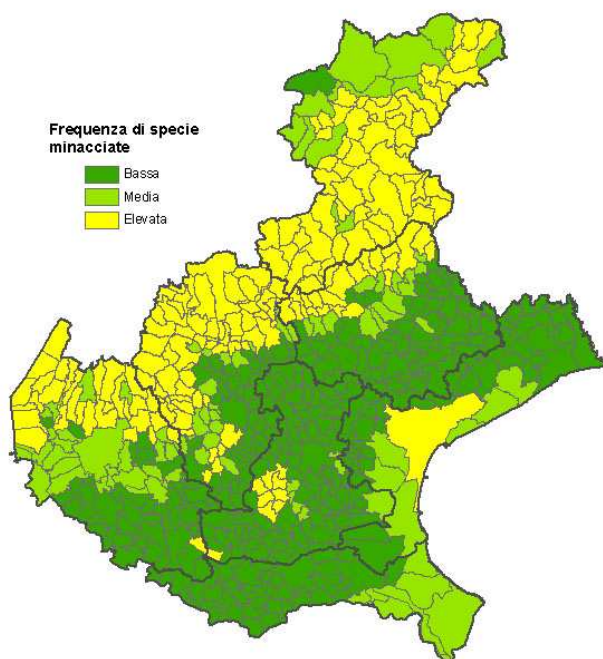 Frequenza di specie
minacciate
Bassa
Media
Elevata